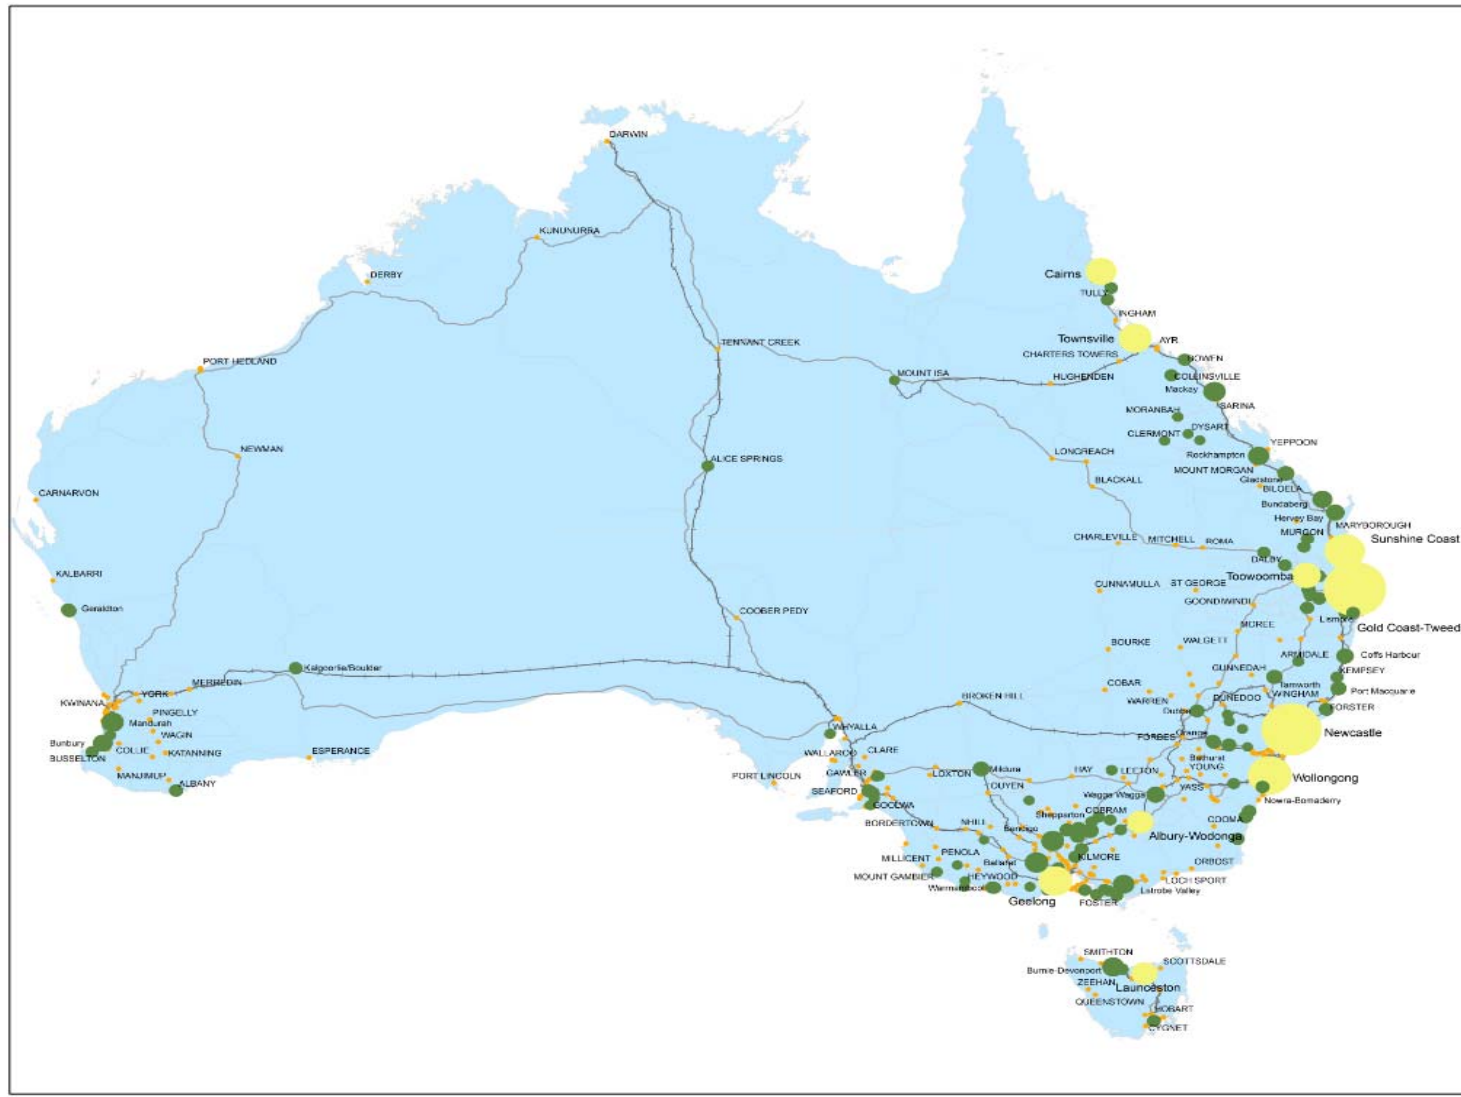 DARWIN
KUNUNURRA
DERBY
Cairns
TULLY
INGHAM
Townsville
AYR
TENNANT CREEK
CHARTERS TOWERS
BOWEN
PORT HEDLAND
MOUNT ISA
HUGHENDEN
COLLINSVILLE
Mackay
SARINA
MORANBAH
DYSART
CLERMONT
YEPPOON
NEWMAN
ALICE SPRINGS
LONGREACH
Rockhampton
MOUNT MORGAN
BLACKALL
Gladstone
BILOELA
CARNARVON
Bundaberg
Hervey Bay
MARYBOROUGH
MURGON
CHARLEVILLE
MITCHELL
ROMA
Sunshine Coast
DALBY
KALBARRI
Toowoomba
CUNNAMULLA
ST GEORGE
GOONDIWINDI
Geraldton
COOBER PEDY
Lismore
Gold Coast-Tweed
MOREE
BOURKE
WALGETT
ARMIDALE
Coffs Harbour
Kalgoorlie/Boulder
GUNNEDAH
KEMPSEY
MERREDIN
Tamworth
COBAR
Port Macquarie
YORK
BROKEN HILL
WINGHAM
KWINANA
WARREN
DUNEDOO
FORSTER
PINGELLY
Dubbo
Mandurah
WHYALLA
Newcastle
Orange
WAGIN
FORBES
Bunbury
COLLIE
KATANNING
ESPERANCE
WALLAROO
CLARE
Bathurst
BUSSELTON
MANJIMUP
GAWLER
LOXTON
Mildura
HAY
LEETON
YOUNG
PORT LINCOLN
Wollongong
ALBANY
SEAFORD
OUYEN
YASS
Wagga Wagga
Nowra-Bomaderry
GOOLWA
COBRAM
Shepparton
BORDERTOWN
NHILL
COOMA
Bendigo
Albury-Wodonga
PENOLA
KILMORE
MILLICENT
Ballarat
ORBOST
MOUNT GAMBIER
HEYWOOD
LOCH SPORT
Warrnambool
Latrobe Valley
Geelong
FOSTER
SMITHTON
SCOTTSDALE
Burnie-Devonport
ZEEHAN
Launceston
QUEENSTOWN
HOBART
CYGNET